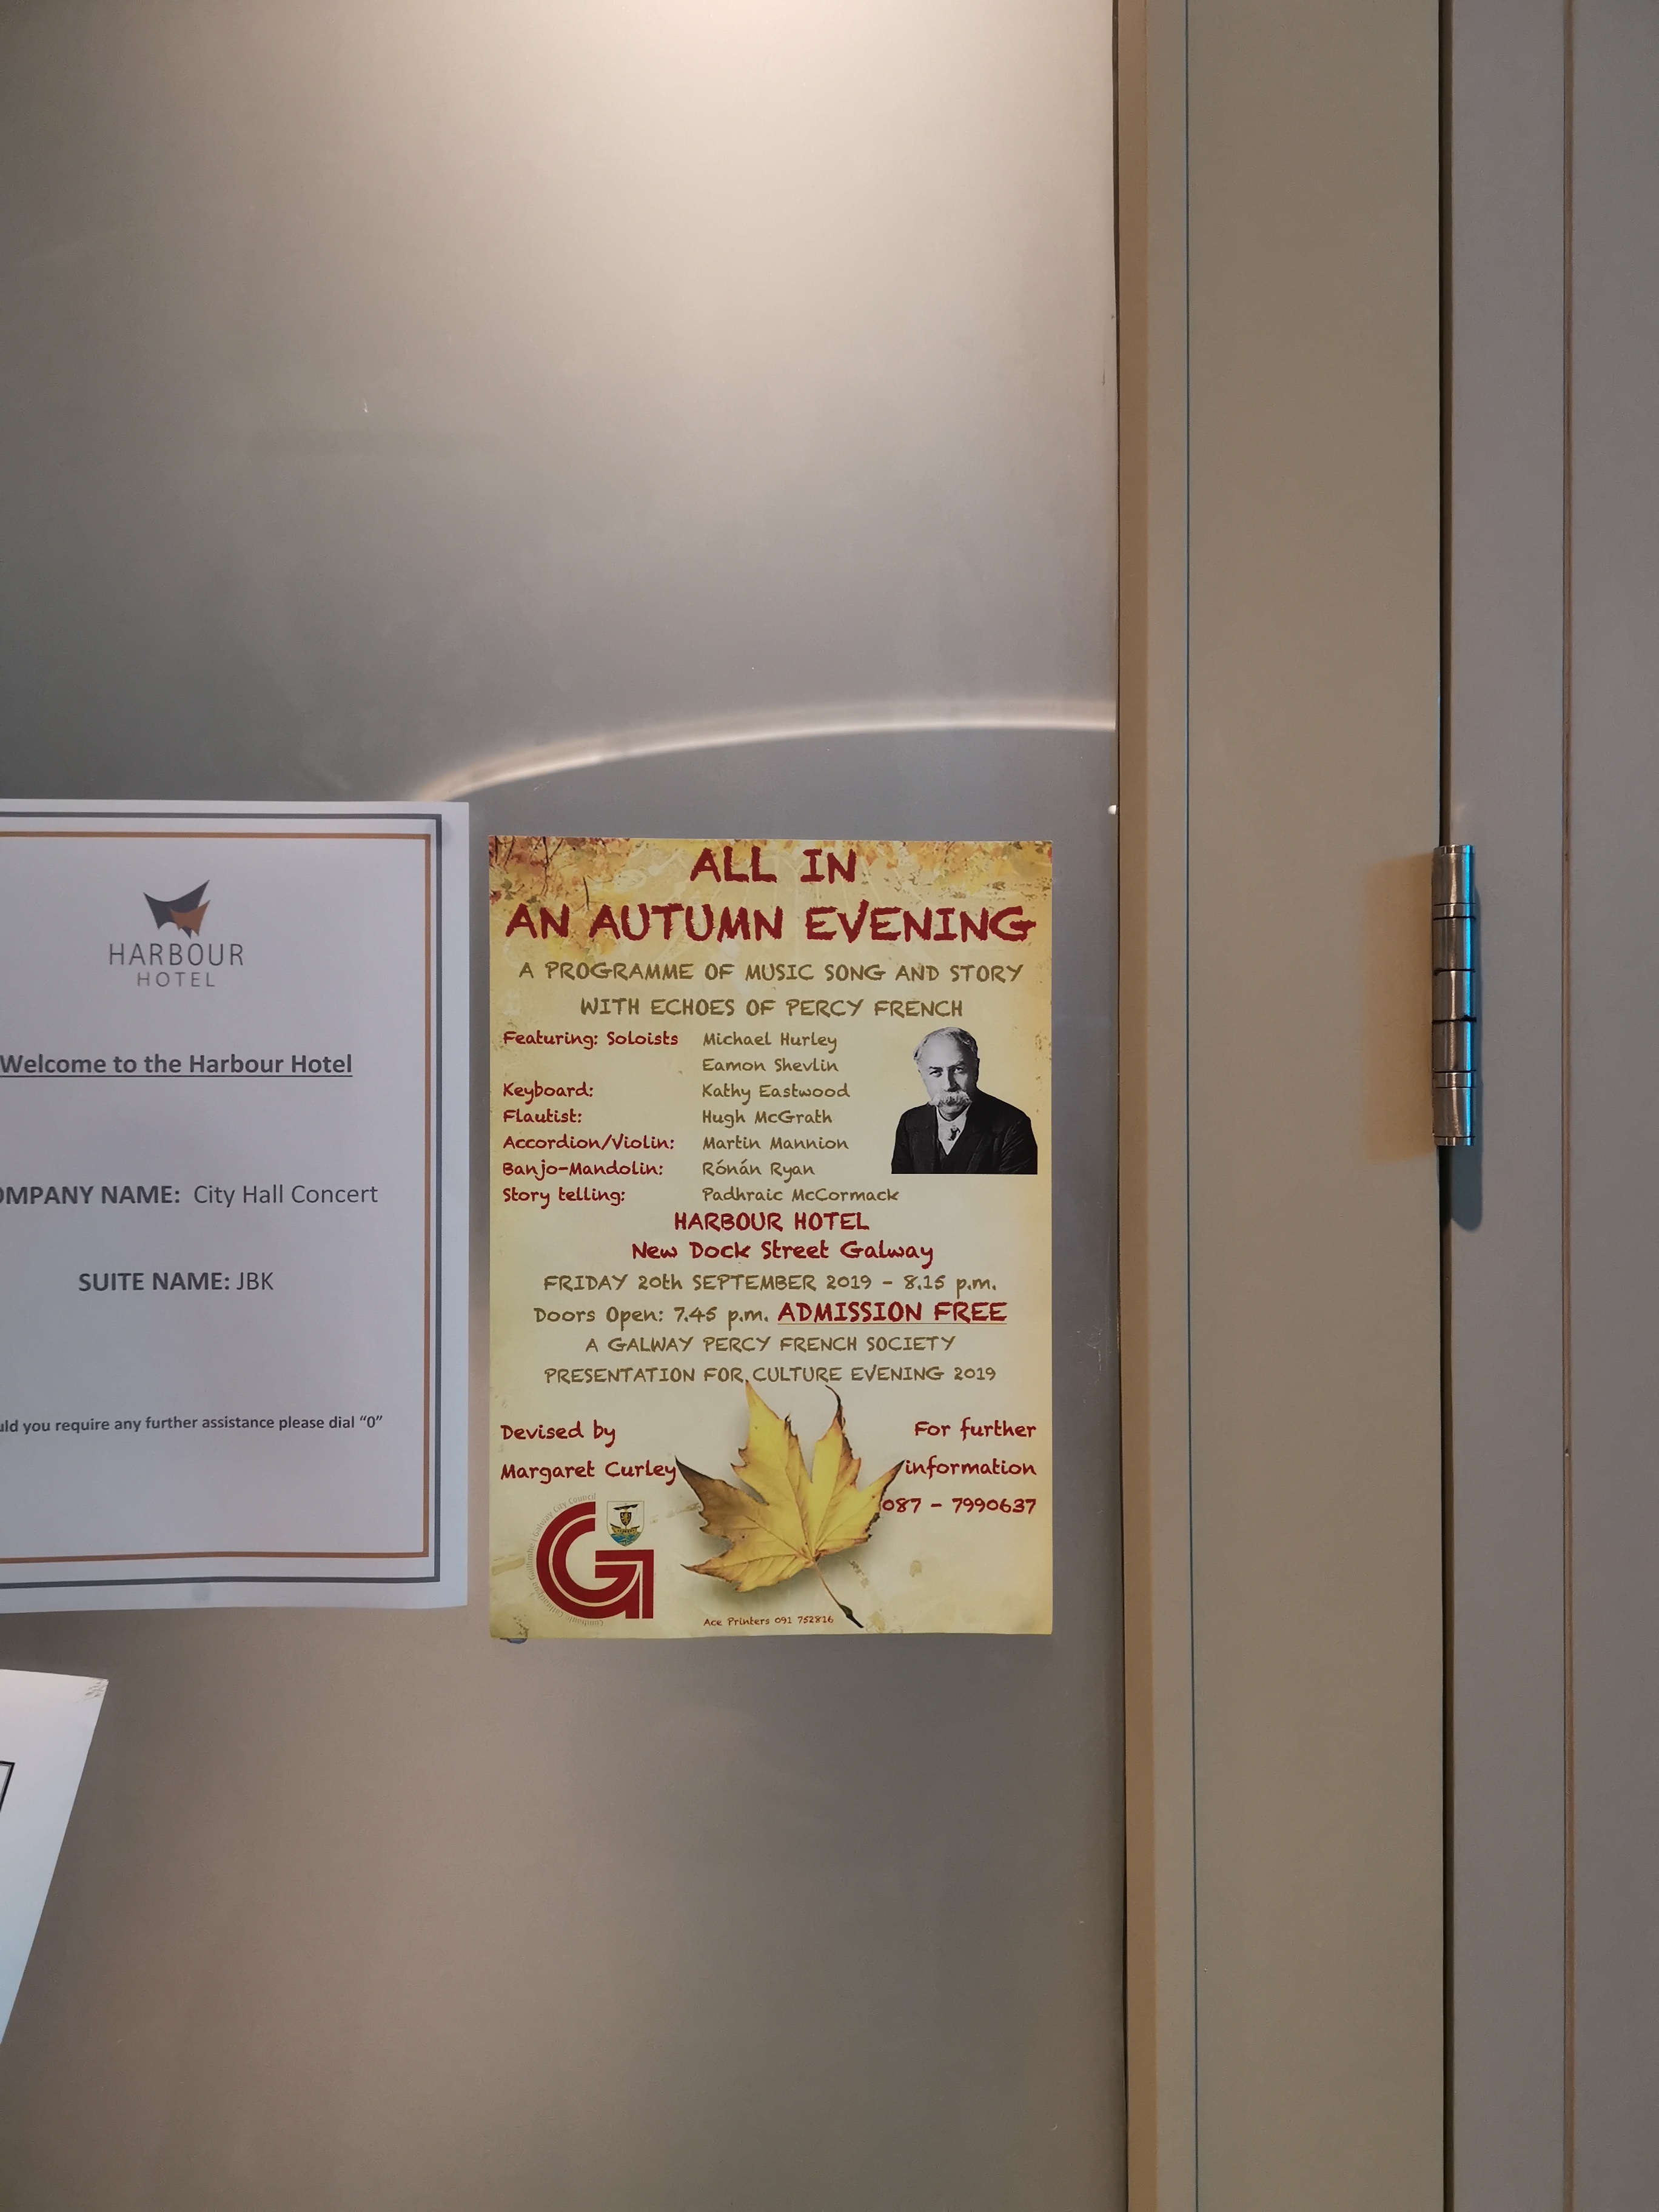 HARBOUR
HOTEL
Welcome to the Harbour Hotel
OMPANY NAME: City Hall Concert
SUITE NAME: JBK
uld you require any further assistance please dial “0”
ALL IN
AN AUTUMN EVENING
A PROGRAMME OF MUSIC SONG AND STORY
WITH ECHOES OF PERCY FRENCH
Featuring: Soloists Michael Hurley
Eamon Shevlin
Keyboard: Kathy Eastwood
Flautist: Hugh McGrath
Accordion/Violin: Martin Mannion
Banjo-Mandolin: Rónán Ryan
Story telling: Padhraic McCormack
HARBOUR HOTEL
New Dock Street Galway
FRIDAY 20th SEPTEMBER 2019 - 8.15 p.m.
Doors Open: 7.45 p.m. ADMISSION FREE
A GALWAY PERCY FRENCH SOCIETY
PRESENTATION FOR CULTURE EVENING 2019
Devised by
Margaret Curley
For further
information
087 - 7990637
Galway City Council
Ace Printers 091 752816